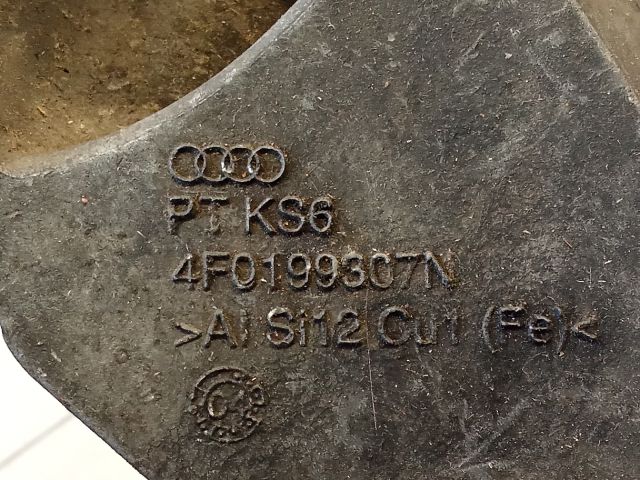 PT KS6
4F0199307N
>Al Si12 Cu1 (Fe)<